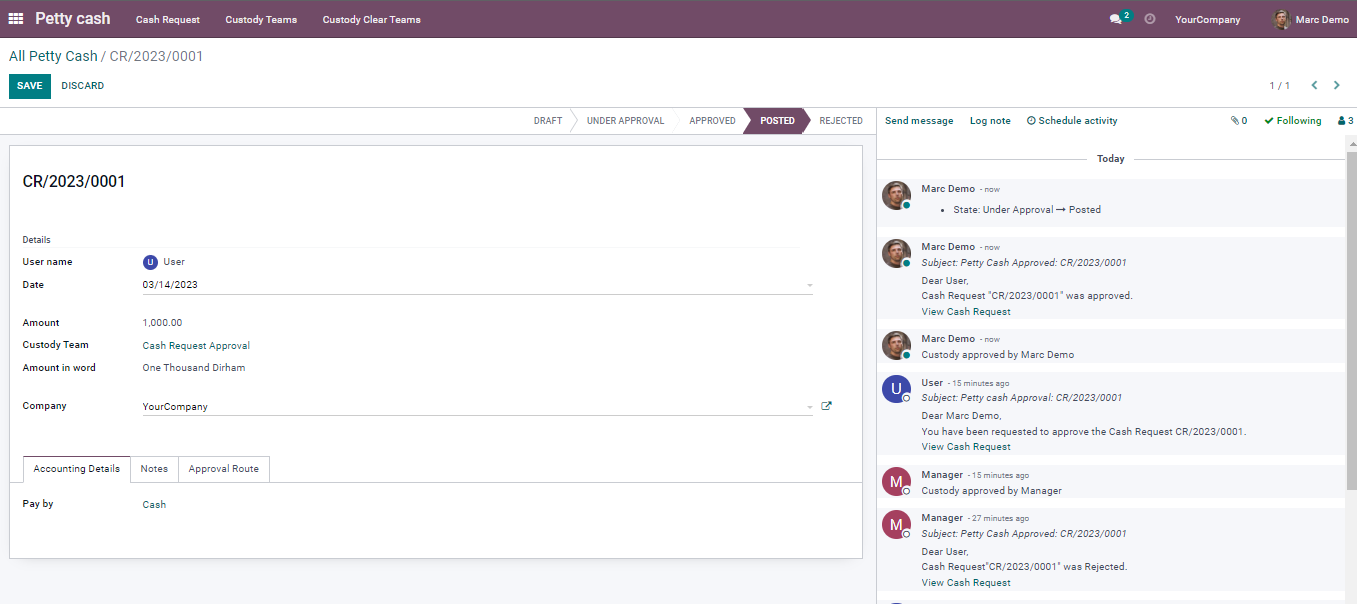 Petty cash
Cash Request
Custody Teams
Custody Clear Teams
2
YourCompany
Marc Demo
All Petty Cash / CR/2023/0001
SAVE
DISCARD
1 / 1
DRAFT
UNDER APPROVAL
APPROVED
POSTED
REJECTED
CR/2023/0001
Details
User name
U User
Date
03/14/2023
Amount
1,000.00
Custody Team
Cash Request Approval
Amount in word
One Thousand Dirham
Company
YourCompany
Accounting Details
Notes
Approval Route
Pay by
Cash
Send message
Log note
Schedule activity
0
Following
3
Today
Marc Demo - now
• State: Under Approval → Posted
Marc Demo - now
Subject: Petty Cash Approved: CR/2023/0001
Dear User,
Cash Request "CR/2023/0001" was approved.
View Cash Request
Marc Demo - now
Custody approved by Marc Demo
U
User - 15 minutes ago
Subject: Petty cash Approval: CR/2023/0001
Dear Marc Demo,
You have been requested to approve the Cash Request CR/2023/0001.
View Cash Request
M
Manager - 15 minutes ago
Custody approved by Manager
M
Manager - 27 minutes ago
Subject: Petty Cash Approved: CR/2023/0001
Dear User,
Cash Request"CR/2023/0001" was Rejected.
View Cash Request